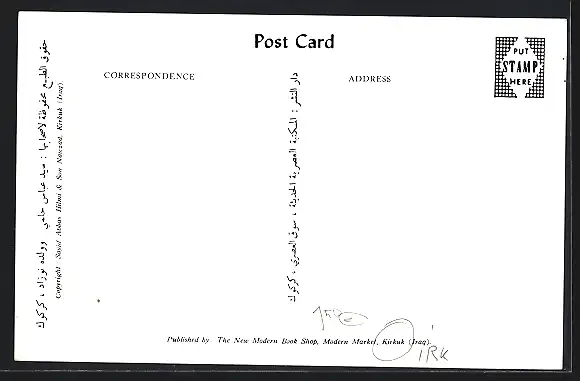 Post Card
CORRESPONDENCE
ADDRESS
PUT
STAMP
HERE
حقوق الطبع محفوظة لاصحابها : سيد عباس حلمي وولده نوزاد ، كركوك
Copyright : Sayid Abbas Hilmi & Son Nawzad, Kirkuk (Iraq).
دار النشر : المكتبة العصرية الحديثة ، سوق العصري ، كركوك
Published by The New Modern Book Shop, Modern Market, Kirkuk (Iraq).
IRK